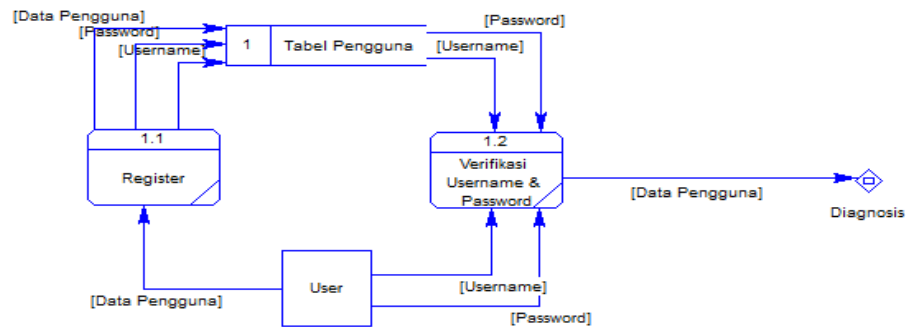 [Data Pengguna]
[Password]
[Username]
1
Tabel Pengguna
[Password]
[Username]
1.1
Register
1.2
Verifikasi
Username &
Password
[Data Pengguna]
Diagnosis
[Data Pengguna]
User
[Username]
[Password]